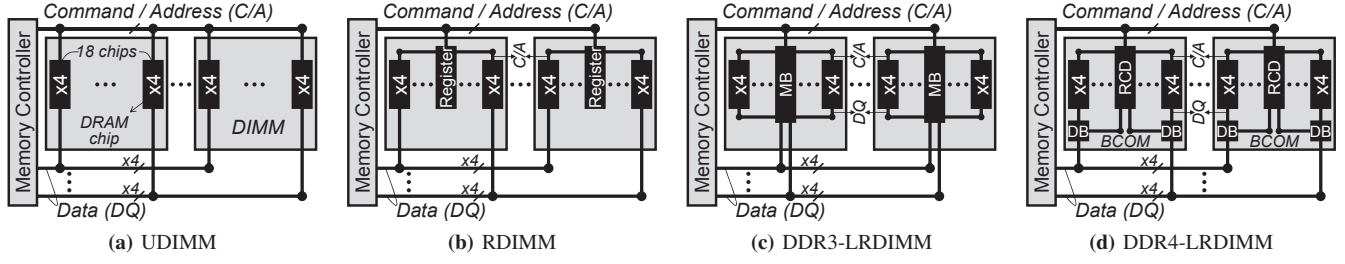 Command / Address (C/A)
Memory Controller
18 chips
x4
x4
x4
x4
DRAM
chip
DIMM
x4
x4
Data (DQ)
(a) UDIMM
Command / Address (C/A)
Memory Controller
C/A
x4
Register
x4
x4
Register
x4
x4
x4
Data (DQ)
(b) RDIMM
Command / Address (C/A)
Memory Controller
C/A
x4
MB
x4
x4
MB
x4
DQ
x4
x4
Data (DQ)
(c) DDR3-LRDIMM
Command / Address (C/A)
Memory Controller
C/A
x4
RCD
x4
x4
RCD
x4
DQ
DB
DB
DB
DB
BCOM
BCOM
x4
x4
Data (DQ)
(d) DDR4-LRDIMM